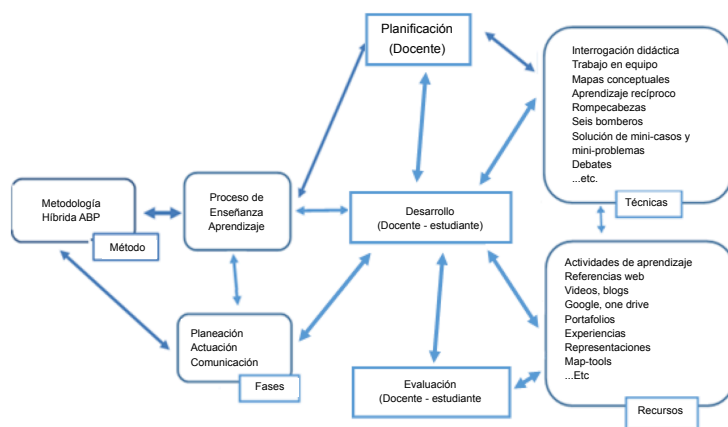 Planificación
(Docente)
Interrogación didáctica
Trabajo en equipo
Mapas conceptuales
Aprendizaje recíproco
Rompecabezas
Seis bomberos
Solución de mini-casos y
mini-problemas
Debates
...etc.
Técnicas
Metodología
Híbrida ABP
Método
Proceso de
Enseñanza
Aprendizaje
Desarrollo
(Docente - estudiante)
Actividades de aprendizaje
Referencias web
Videos, blogs
Google, one drive
Portafolios
Experiencias
Representaciones
Map-tools
...Etc
Recursos
Planeación
Actuación
Comunicación
Fases
Evaluación
(Docente - estudiante